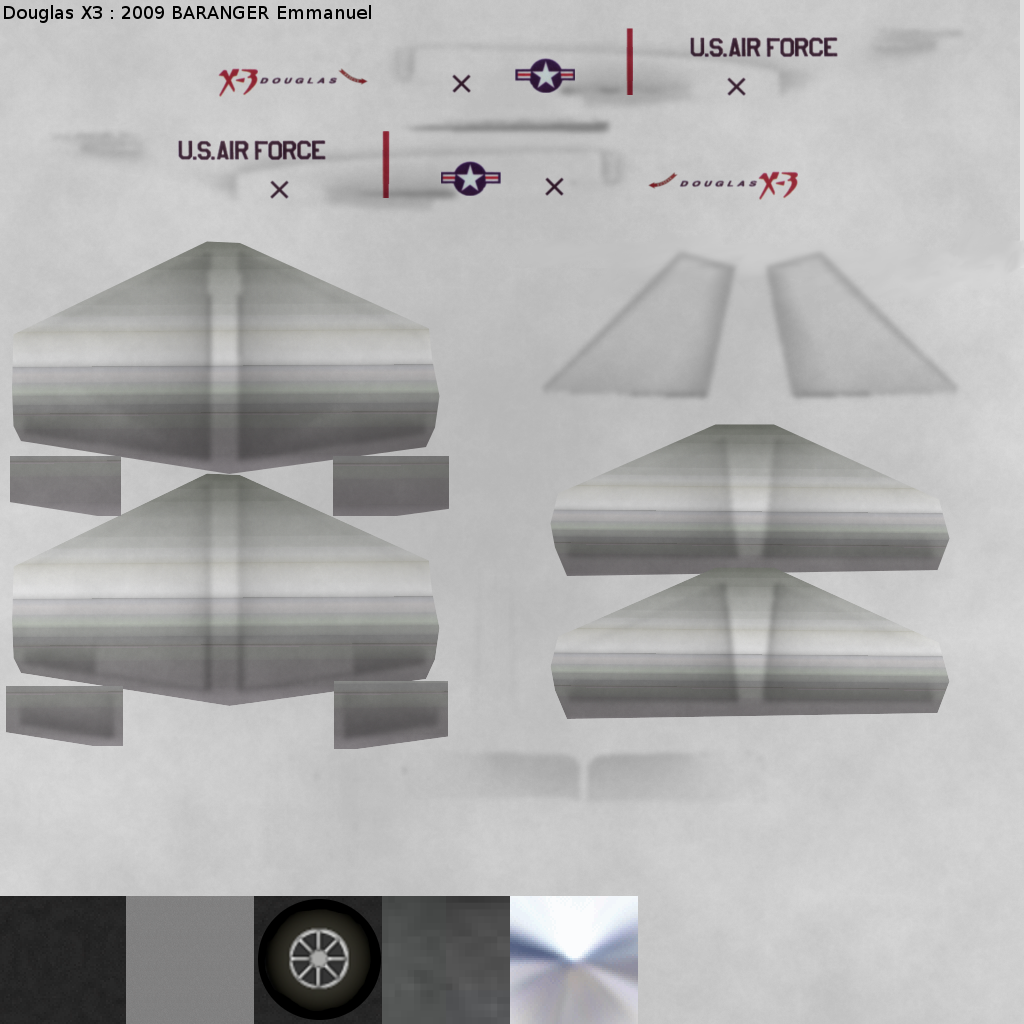 Douglas X3 : 2009 BARANGER Emmanuel
U.S.AIR FORCE
X-3 DOUGLAS
U.S.AIR FORCE
DOUGLAS X-3